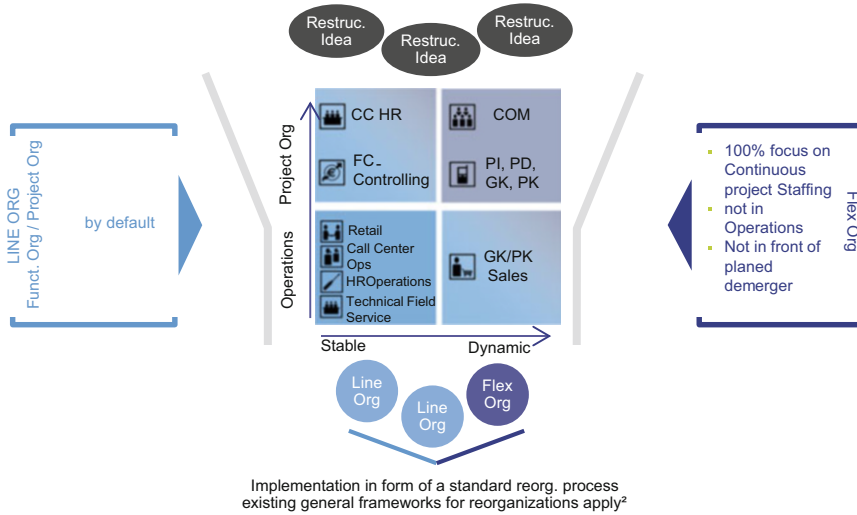 Restruc.
Idea
Restruc.
Idea
Restruc.
Idea
LINE ORG
Funct. Org / Project Org
by default
Project Org
Operations
CC HR
FC-
Controlling
COM
PI, PD,
GK, PK
Retail
Call Center
Ops
HROperations
Technical Field
Service
GK/PK
Sales
Stable
Dynamic
100% focus on
Continuous
project Staffing
not in
Operations
Not in front of
planed
demerger
Flex Org
Line
Org
Line
Org
Flex
Org
Implementation in form of a standard reorg. process
existing general frameworks for reorganizations apply²